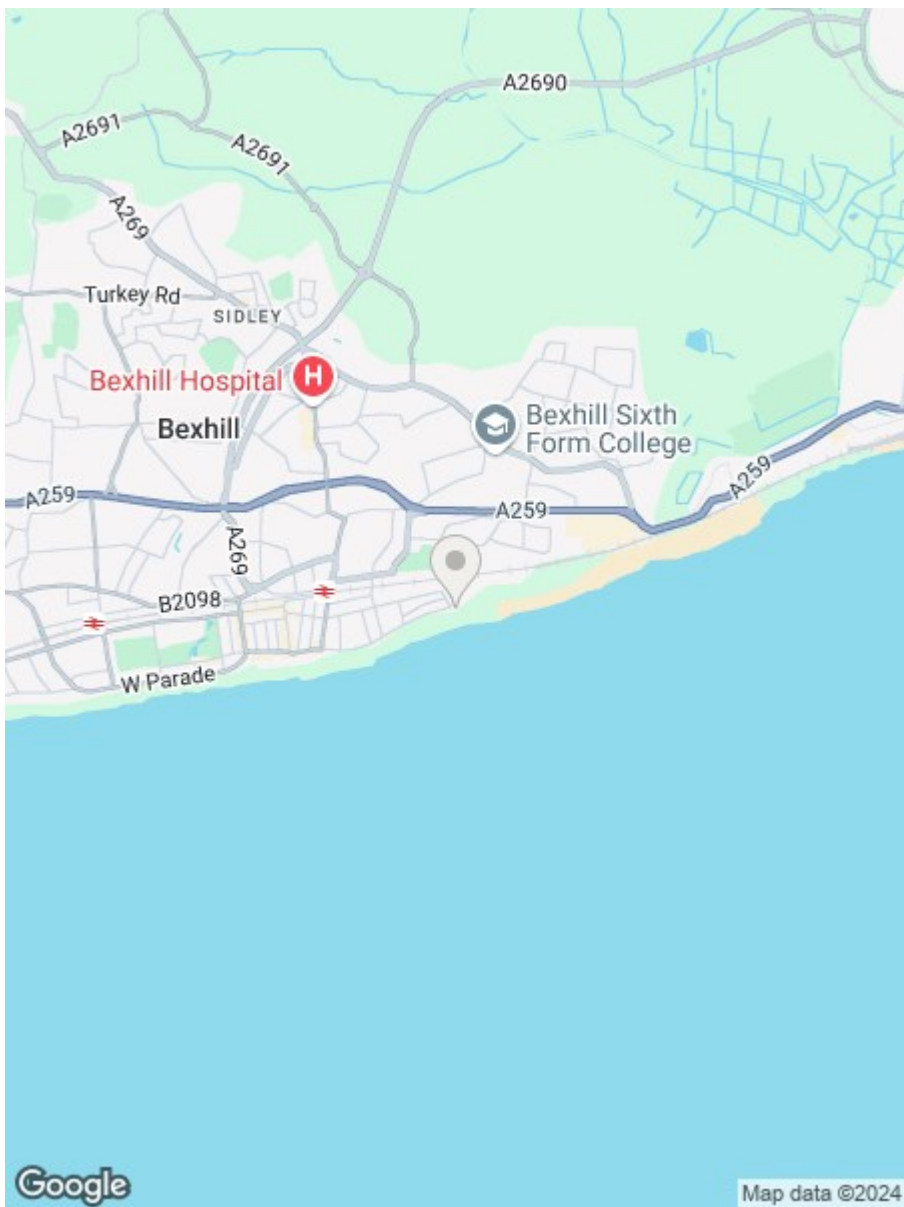 A2690
A2691
A2691
A269
Turkey Rd
SIDLEY
Bexhill Hospital
H
Bexhill
Bexhill Sixth
Form College
A259
A259
A259
A269
B2098
W Parade
Google
Map data ©2024